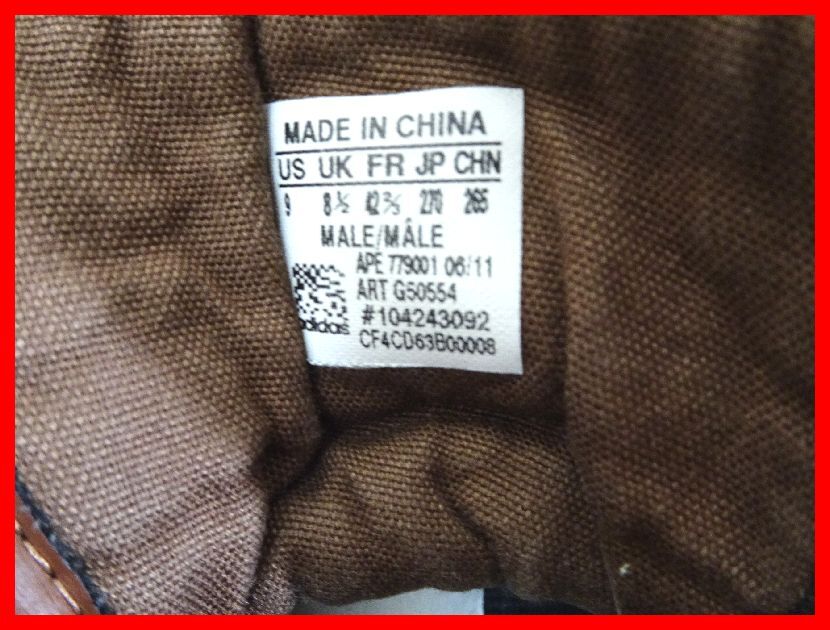 MADE IN CHINA
US UK FR JP CHN
9 8½ 42⅔ 270 265
MALE/MÂLE
APE 779001 06/11
ART G50554
#104243092
adidas
CF4CD63B00008